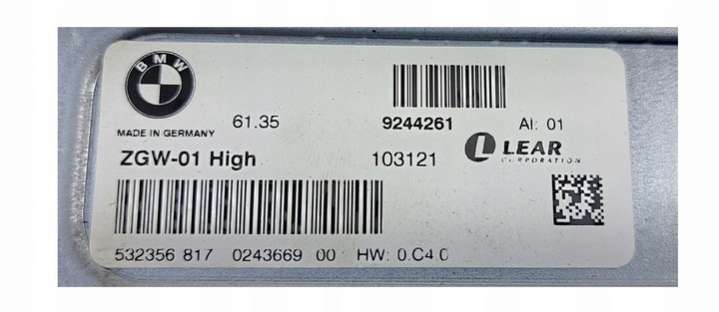 BMW
61.35 9244261 AI: 01
MADE IN GERMANY
ZGW-01 High 103121 LEAR
CORPORATION
532356 817 0243669 00 HW: 0.C4 0